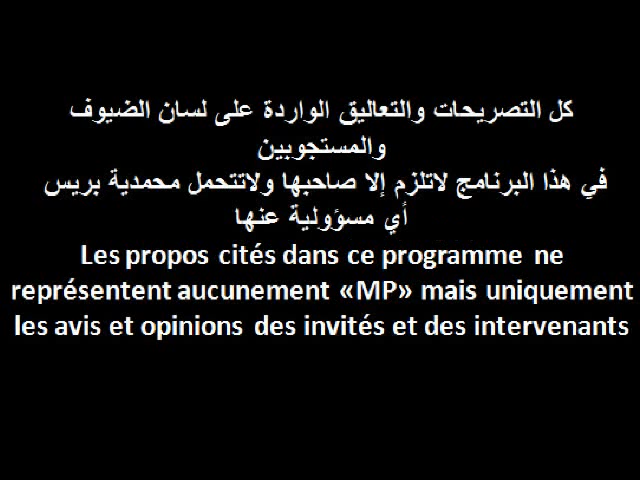 كل التصريحات والتعاليق الواردة على لسان الضيوف
والمستجوبين
في هذا البرنامج لاتلزم إلا صاحبها ولاتتحمل محمدية بريس
أي مسؤولية عنها
Les propos cités dans ce programme ne
représentent aucunement «MP» mais uniquement
les avis et opinions des invités et des intervenants